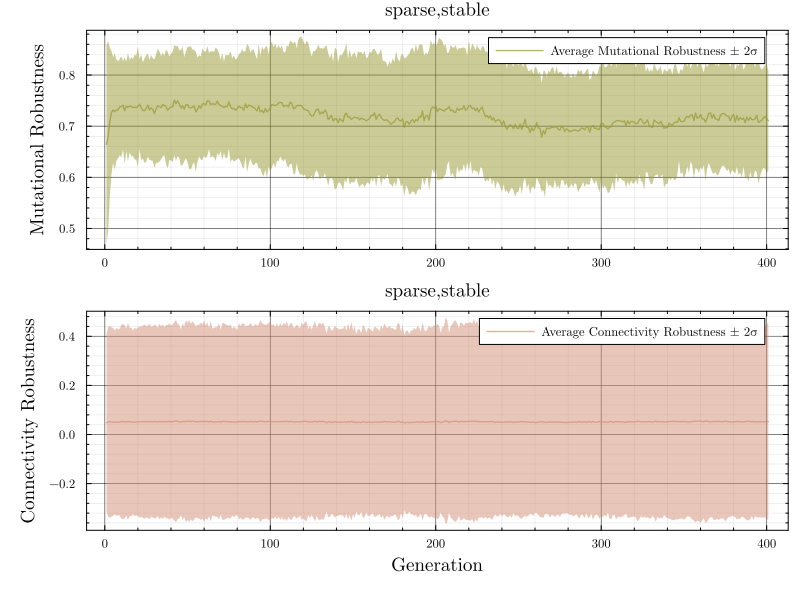 sparse,stable
Average Mutational Robustness ± 2σ
Mutational Robustness
0.8
0.7
0.6
0.5
0
100
200
300
400
sparse,stable
Average Connectivity Robustness ± 2σ
Connectivity Robustness
0.4
0.2
0.0
−0.2
0
100
200
300
400
Generation